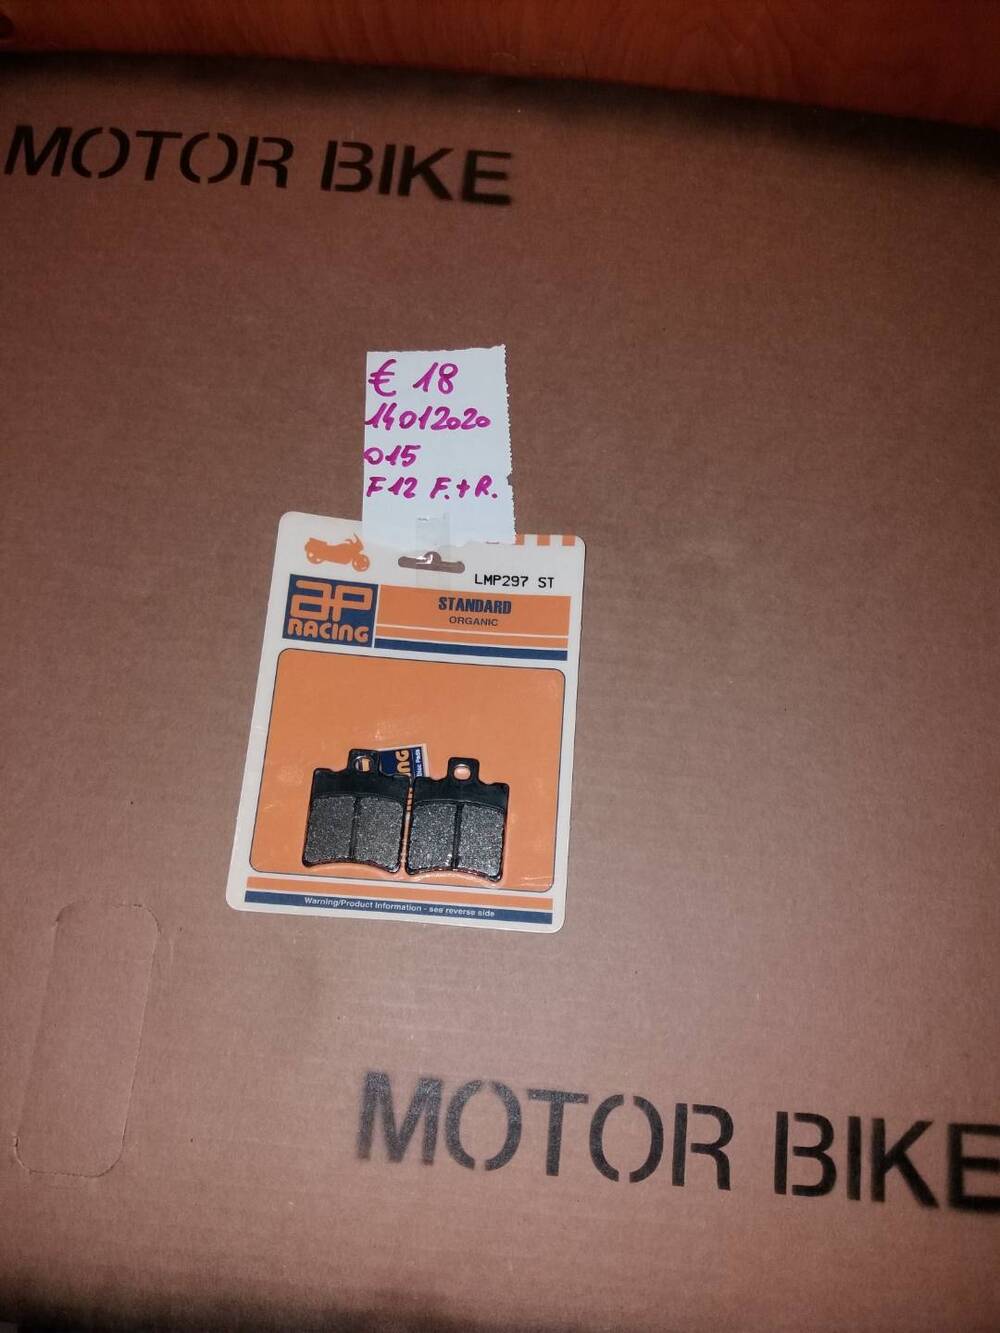 MOTOR BIKE
€ 18
14012020
015
F12 F.+R.
LMP297 ST
ap
RACING
STANDARD
ORGANIC
Warning/Product Information - see reverse side
MOTOR BIKE